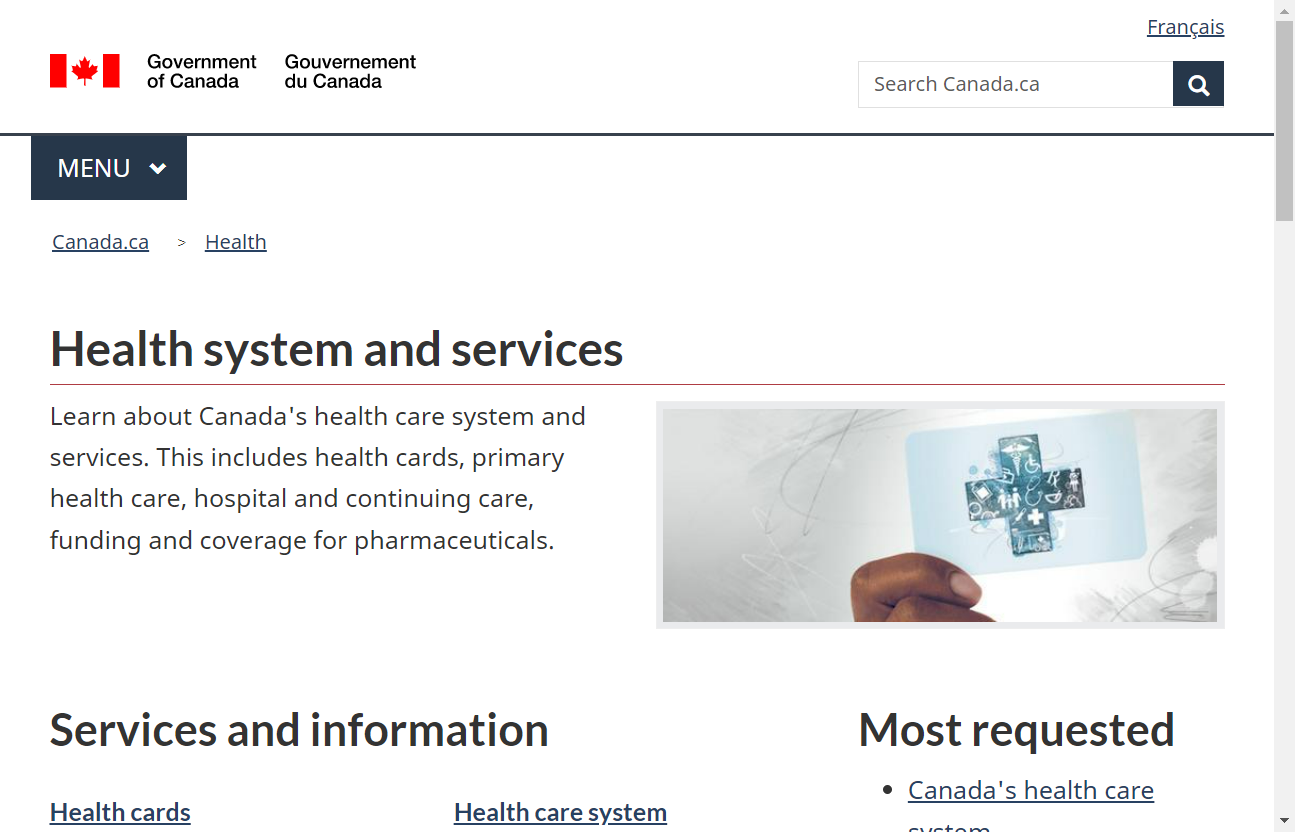 Français
Government
of Canada
Gouvernement
du Canada
Search Canada.ca
MENU
Canada.ca > Health
Health system and services
Learn about Canada's health care system and
services. This includes health cards, primary
health care, hospital and continuing care,
funding and coverage for pharmaceuticals.
Services and information
Health cards
Health care system
Most requested
• Canada's health care
system